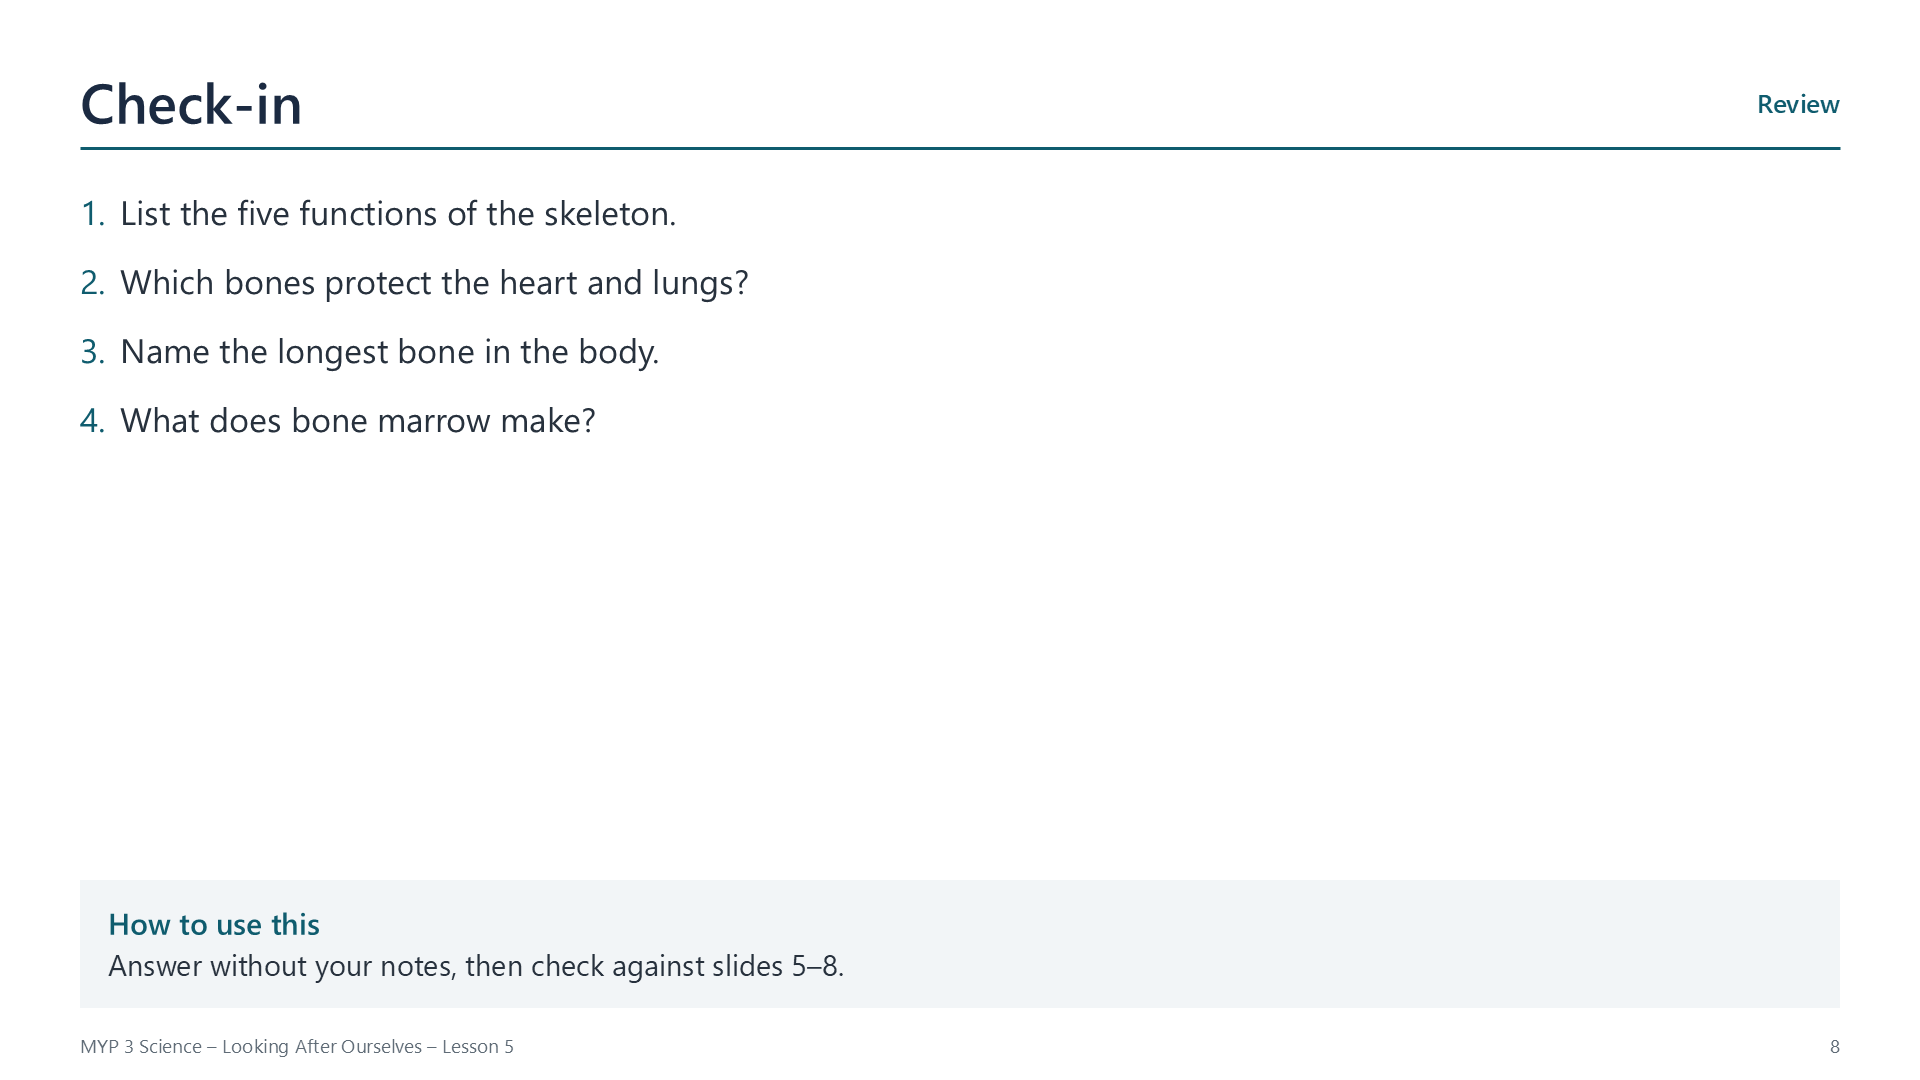 Check-in
Review
1. List the five functions of the skeleton.
2. Which bones protect the heart and lungs?
3. Name the longest bone in the body.
4. What does bone marrow make?
How to use this
Answer without your notes, then check against slides 5–8.
MYP 3 Science – Looking After Ourselves – Lesson 5
8